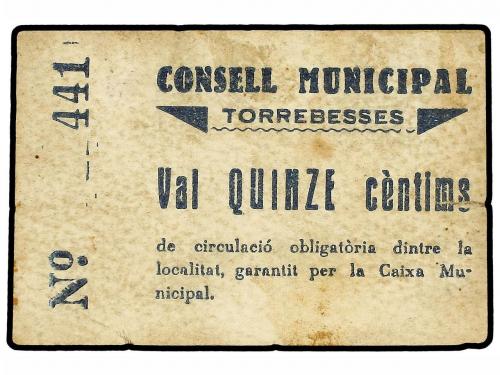 Nº. -- 441
CONSELL MUNICIPAL
TORREBESSES
Val QUINZE cèntims
de circulació obligatòria dintre la
localitat, garantit per la Caixa Mu-
nicipal.